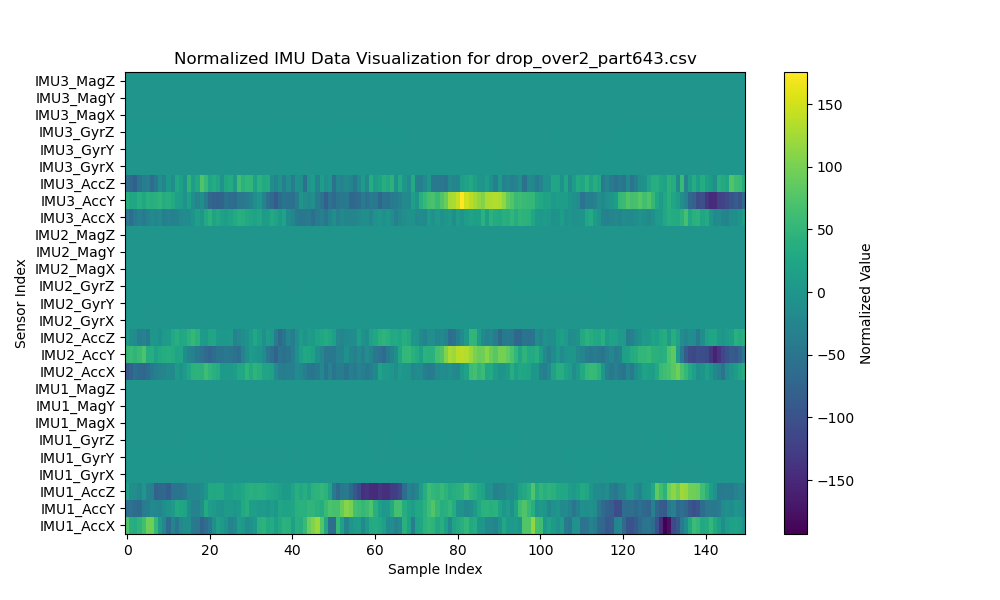 Normalized IMU Data Visualization for drop_over2_part643.csv
IMU3_MagZ
IMU3_MagY
IMU3_MagX
IMU3_GyrZ
IMU3_GyrY
IMU3_GyrX
IMU3_AccZ
IMU3_AccY
IMU3_AccX
IMU2_MagZ
IMU2_MagY
IMU2_MagX
IMU2_GyrZ
IMU2_GyrY
IMU2_GyrX
IMU2_AccZ
IMU2_AccY
IMU2_AccX
IMU1_MagZ
IMU1_MagY
IMU1_MagX
IMU1_GyrZ
IMU1_GyrY
IMU1_GyrX
IMU1_AccZ
IMU1_AccY
IMU1_AccX
Sensor Index
0 20 40 60 80 100 120 140
Sample Index
150
100
50
0
−50
−100
−150
Normalized Value